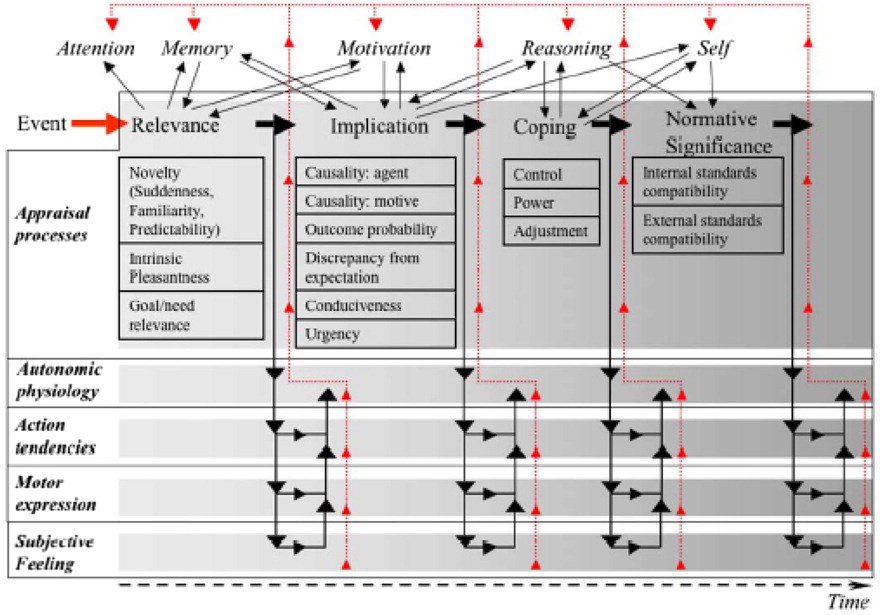 Attention Memory Motivation Reasoning Self
Event Relevance Implication Coping Normative
Significance
Appraisal
processes
Novelty
(Suddenness,
Familiarity,
Predictability)
Intrinsic
Pleasantness
Goal/need
relevance
Causality: agent
Causality: motive
Outcome probability
Discrepancy from
expectation
Conduciveness
Urgency
Control
Power
Adjustment
Internal standards
compatibility
External standards
compatibility
Autonomic
physiology
Action
tendencies
Motor
expression
Subjective
Feeling
Time